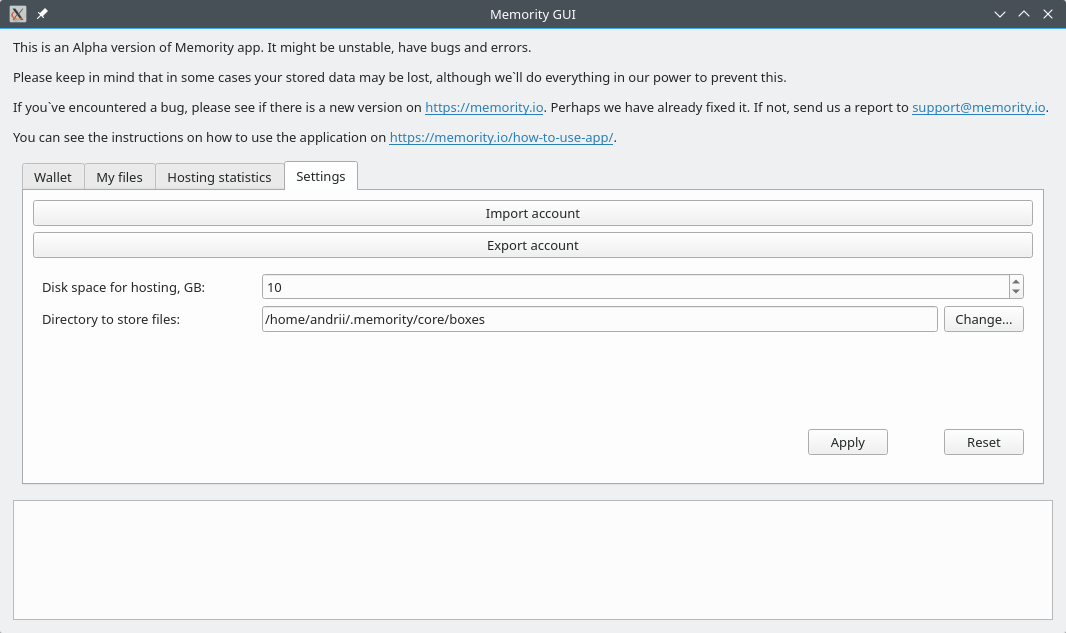 Memority GUI
This is an Alpha version of Memority app. It might be unstable, have bugs and errors.
Please keep in mind that in some cases your stored data may be lost, although we`ll do everything in our power to prevent this.
If you`ve encountered a bug, please see if there is a new version on https://memority.io. Perhaps we have already fixed it. If not, send us a report to support@memority.io.
You can see the instructions on how to use the application on https://memority.io/how-to-use-app/.
Wallet My files Hosting statistics Settings
Import account
Export account
Disk space for hosting, GB: 10
Directory to store files: /home/andrii/.memority/core/boxes Change...
Apply Reset